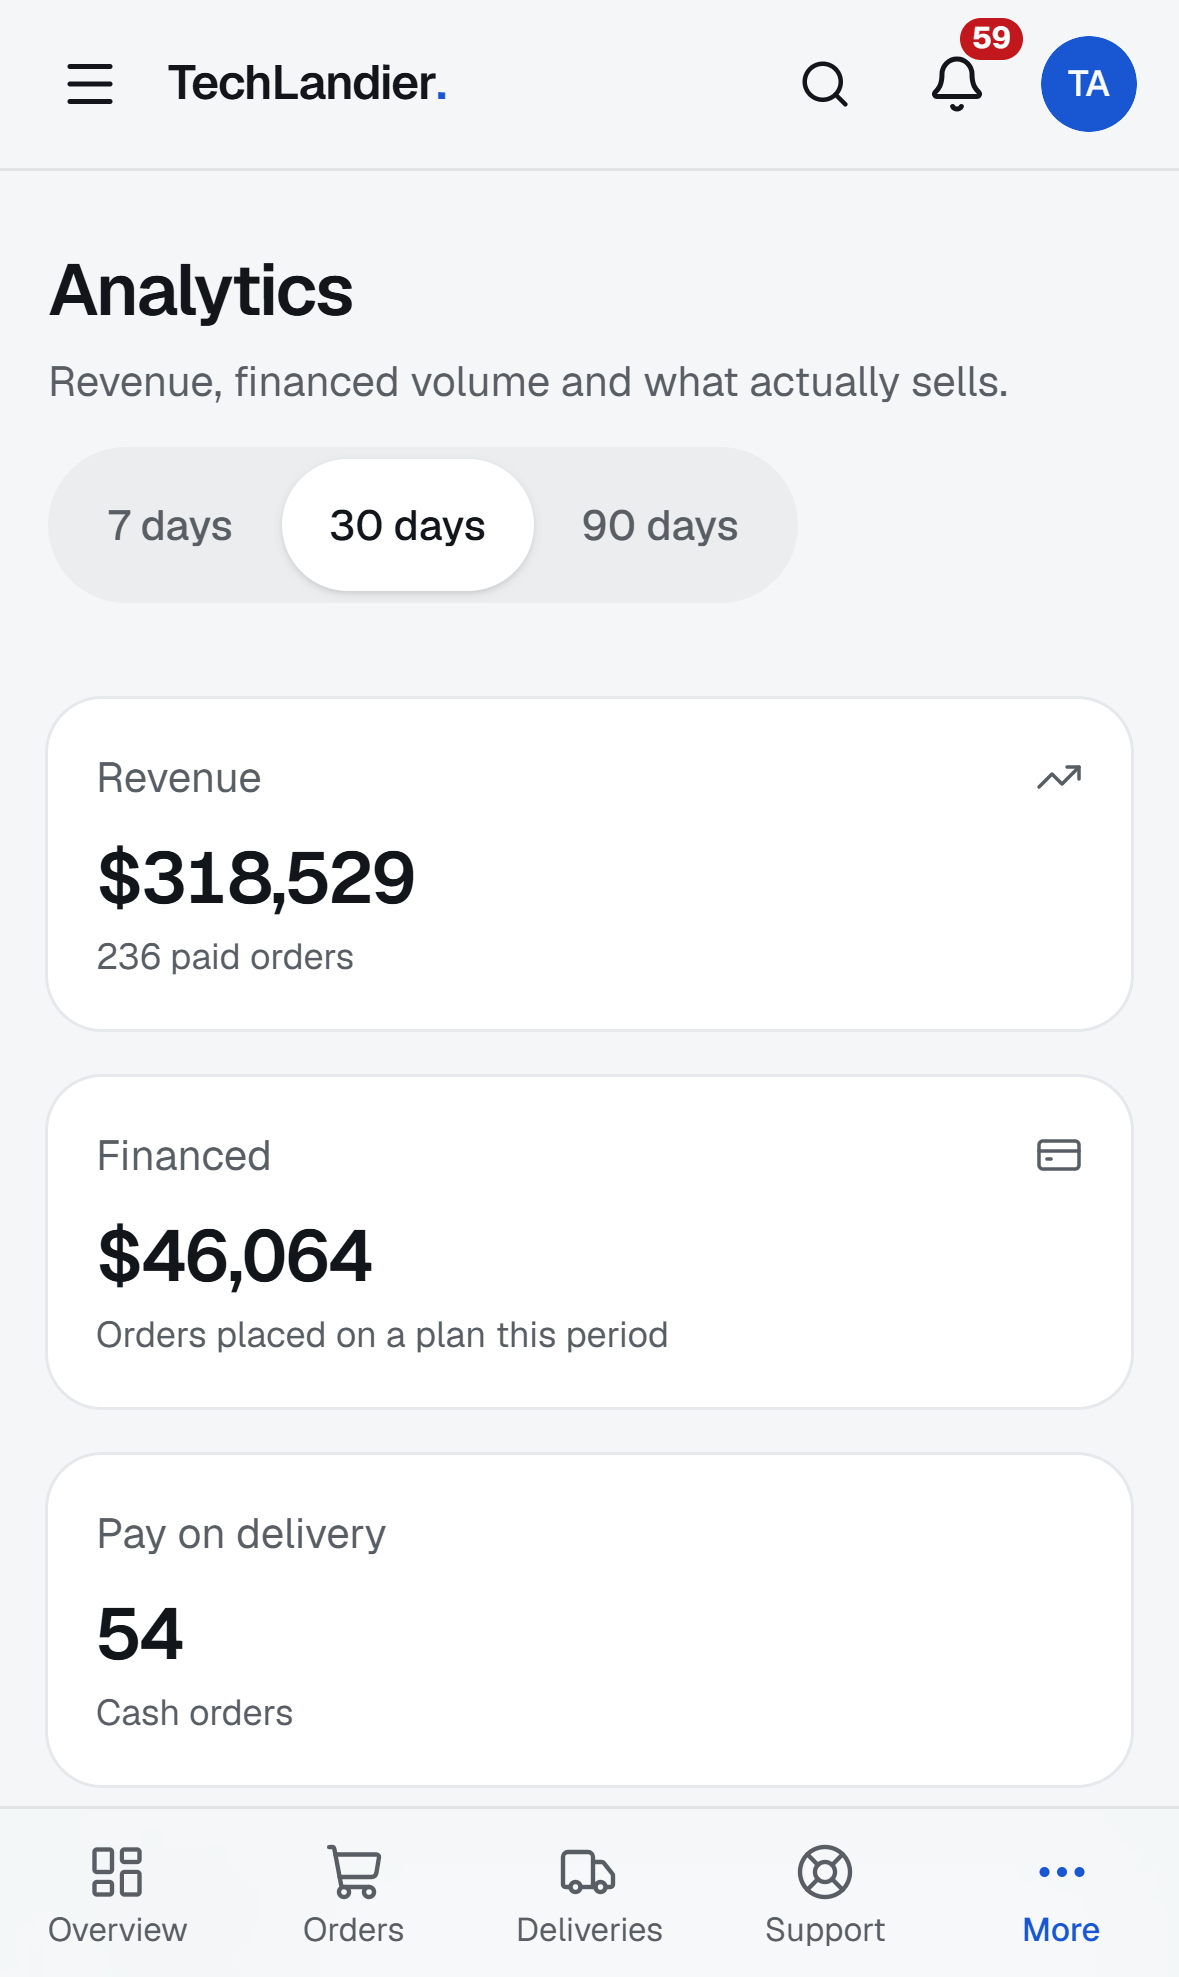 TechLandier.
59
TA
Analytics
Revenue, financed volume and what actually sells.
7 days
30 days
90 days
Revenue
$318,529
236 paid orders
Financed
$46,064
Orders placed on a plan this period
Pay on delivery
54
Cash orders
Overview
Orders
Deliveries
Support
More